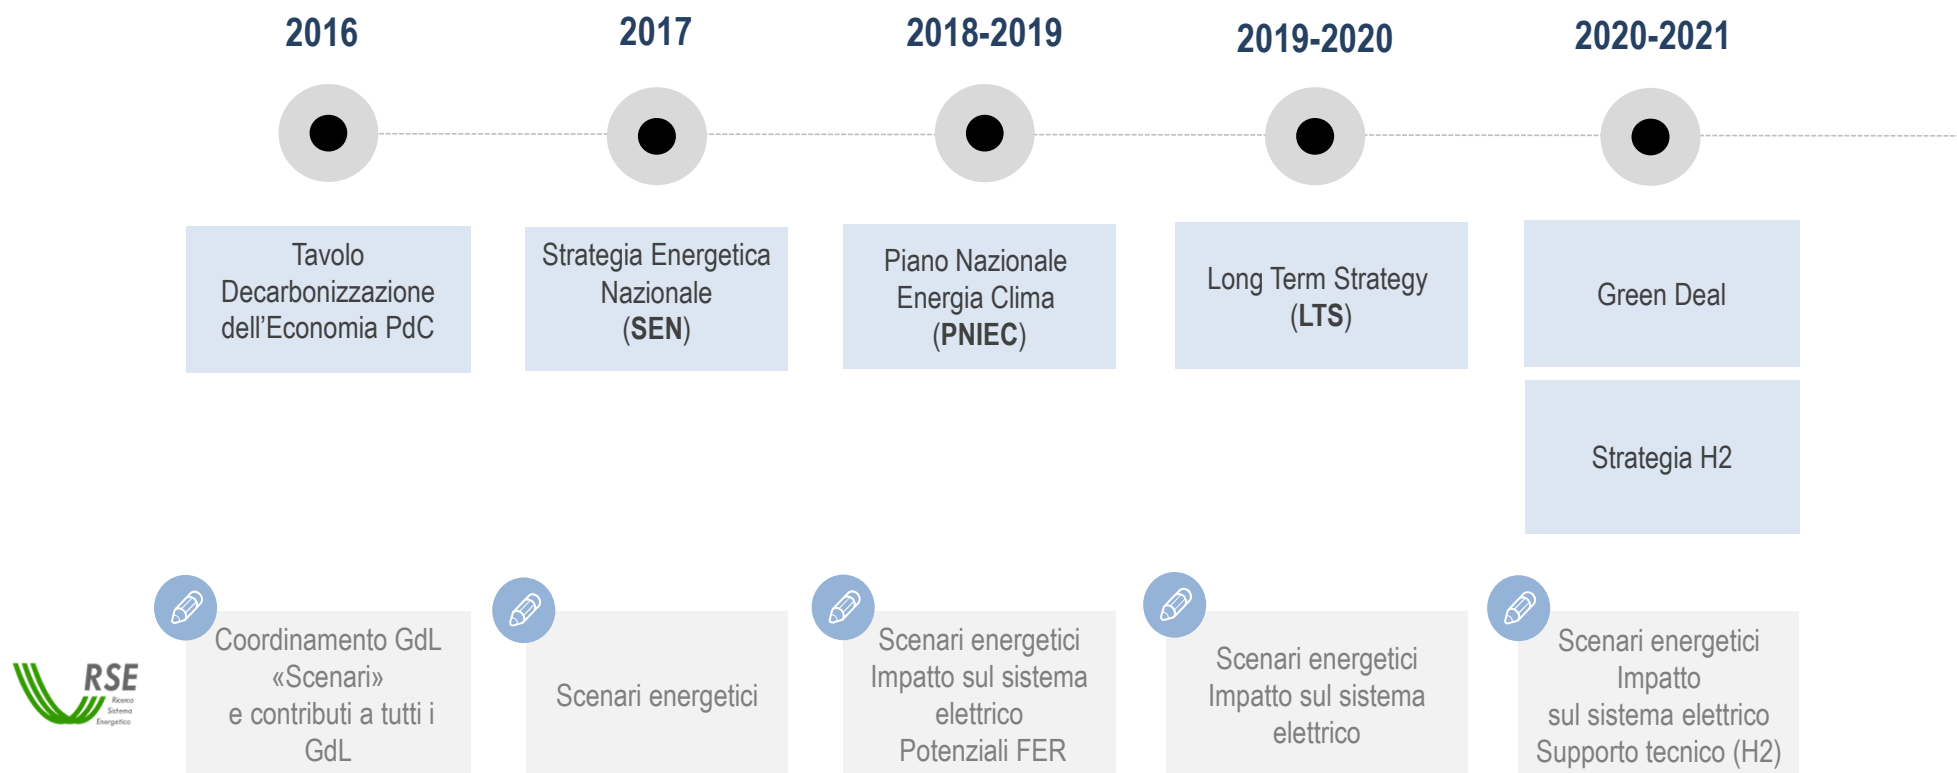 2016
2017
2018-2019
2019-2020
2020-2021
Tavolo
Decarbonizzazione
dell’Economia PdC
Strategia Energetica
Nazionale
(SEN)
Piano Nazionale
Energia Clima
(PNIEC)
Long Term Strategy
(LTS)
Green Deal
Strategia H2
RSE
Ricerca
Sistema
Energetico
Coordinamento GdL
«Scenari»
e contributi a tutti i
GdL
Scenari energetici
Scenari energetici
Impatto sul sistema
elettrico
Potenziali FER
Scenari energetici
Impatto sul sistema
elettrico
Scenari energetici
Impatto
sul sistema elettrico
Supporto tecnico (H2)